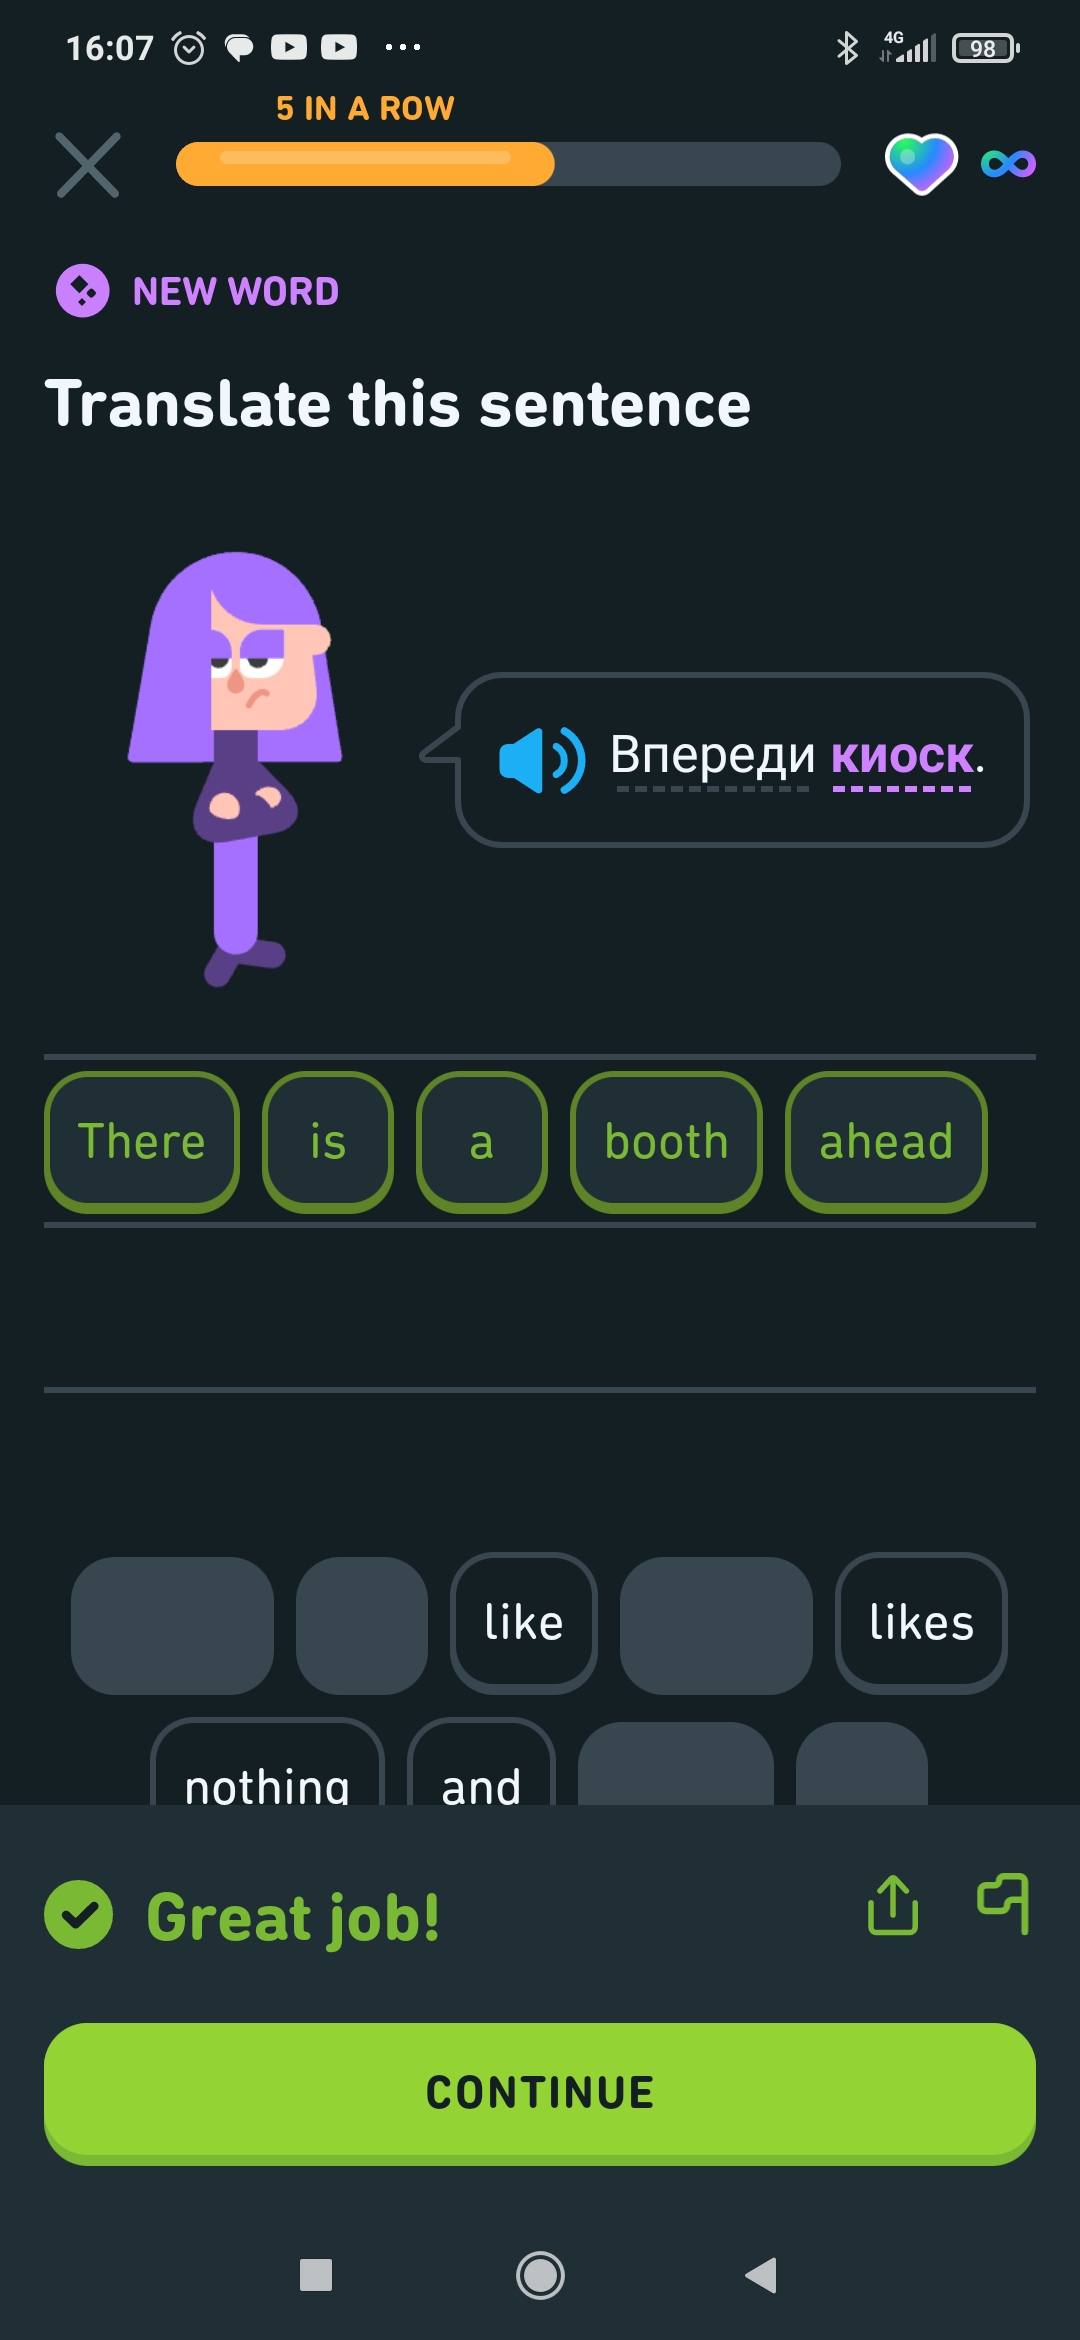 16:07
4G
98
5 IN A ROW
NEW WORD
Translate this sentence
Впереди киоск.
There is a booth ahead
like likes
nothing and
Great job!
CONTINUE